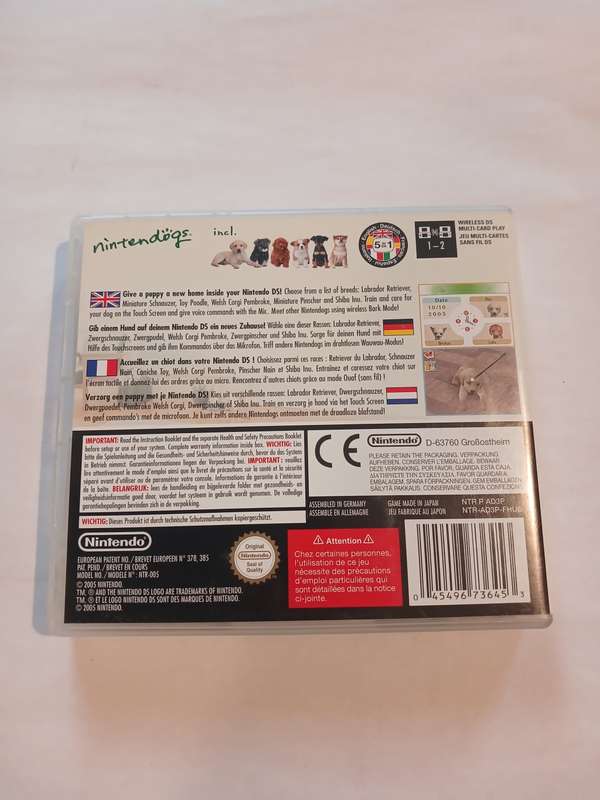 nintendögs
incl.
English • Deutsch • Français • Español • Italiano
5 in 1
1-2
WIRELESS DS
MULTI-CARD PLAY
JEU MULTI-CARTES
SANS FIL DS
Give a puppy a new home inside your Nintendo DS! Choose from a list of breeds: Labrador Retriever,
Miniature Schnauzer, Toy Poodle, Welsh Corgi Pembroke, Miniature Pinscher and Shiba Inu. Train and care for
your dog on the Touch Screen and give voice commands with the Mic. Meet other Nintendogs using wireless Bark Mode!
Gib einem Hund auf deinem Nintendo DS ein neues Zuhause! Wähle eine dieser Rassen: Labrador-Retriever,
Zwergschnauzer, Zwergpudel, Welsh Corgi Pembroke, Zwergpinscher und Shiba Inu. Sorge für deinen Hund mit
Hilfe des Touchscreens und gib ihm Kommandos über das Mikrofon. Triff andere Nintendogs im drahtlosen Wauwau-Modus!
Accueillez un chiot dans votre Nintendo DS ! Choisissez parmi ces races : Retriever du Labrador, Schnauzer
Nain, Caniche Toy, Welsh Corgi Pembroke, Pinscher Nain et Shiba Inu. Entraînez et caressez votre chiot sur
l'écran tactile et donnez-lui des ordres grâce au micro. Rencontrez d'autres chiots grâce au mode Ouaf (sans fil) !
Verzorg een puppy met je Nintendo DS! Kies uit verschillende rassen: Labrador Retriever, Dwergschnauzer,
Dwergpoedel, Pembroke Welsh Corgi, Dwergpinscher of Shiba Inu. Train en verzorg je hond via het Touch Screen
en geef commando's met de microfoon. Je kunt zelfs andere Nintendogs ontmoeten met de draadloze blafstand!
Date
10/10
2005
Go
Status
Care
IMPORTANT: Read the Instruction Booklet and the separate Health and Safety Precautions Booklet
before setup or use of your system. Complete warranty information inside box. WICHTIG: Lies
bitte die Spielanleitung und die Gesundheits- und Sicherheitshinweise durch, bevor du das System
in Betrieb nimmst. Garantieinformationen liegen der Verpackung bei. IMPORTANT : veuillez
lire attentivement le mode d'emploi ainsi que le livret de précautions sur la santé et la sécurité
séparé avant d'utiliser ou de paramétrer votre console. Informations de garantie à l'intérieur
de la boîte. BELANGRIJK: lees de handleiding en bijgeleverde folder met gezondheids- en
veiligheidsinformatie goed door, voordat het systeem in gebruik wordt genomen. De volledige
garantiebepalingen bevinden zich in de verpakking.
WICHTIG: Dieses Produkt ist durch technische Schutzmaßnahmen kopiergeschützt.
CE
Nintendo
D-63760 Großostheim
PLEASE RETAIN THE PACKAGING. VERPACKUNG
AUFHEBEN. CONSERVER L'EMBALLAGE. BEWAAR
DEZE VERPAKKING. POR FAVOR, GUARDA ESTA CAJA.
ΔΙΑΤΗΡΗΣΤΕ ΤΗ ΣΥΣΚΕΥΑΣΙΑ. FAVOR GUARDAR A
EMBALAGEM. SPARA FÖRPACKNINGEN. GEM EMBALLAGEN.
SÄILYTÄ PAKKAUS. CONSERVARE QUESTA CONFEZIONE!
ASSEMBLED IN GERMANY
ASSEMBLÉ EN ALLEMAGNE
GAME MADE IN JAPAN
JEU FABRIQUÉ AU JAPON
NTR P AD3P
NTR-AD3P-FHUG
Nintendo
EUROPEAN PATENT NO. / BREVET EUROPEEN N° 378, 385
PAT PEND. / BREVET EN COURS
MODEL NO./ MODÈLE N° : NTR-005
© 2005 NINTENDO.
TM, ® AND THE NINTENDO DS LOGO ARE TRADEMARKS OF NINTENDO.
TM, ® ET LE LOGO NINTENDO DS SONT DES MARQUES DE NINTENDO.
© 2005 NINTENDO.
Original
Nintendo
Seal of
Quality
Attention
Chez certaines personnes,
l'utilisation de ce jeu
nécessite des précautions
d'emploi particulières qui
sont détaillées dans la notice
ci-jointe.
0 45496 73645 3